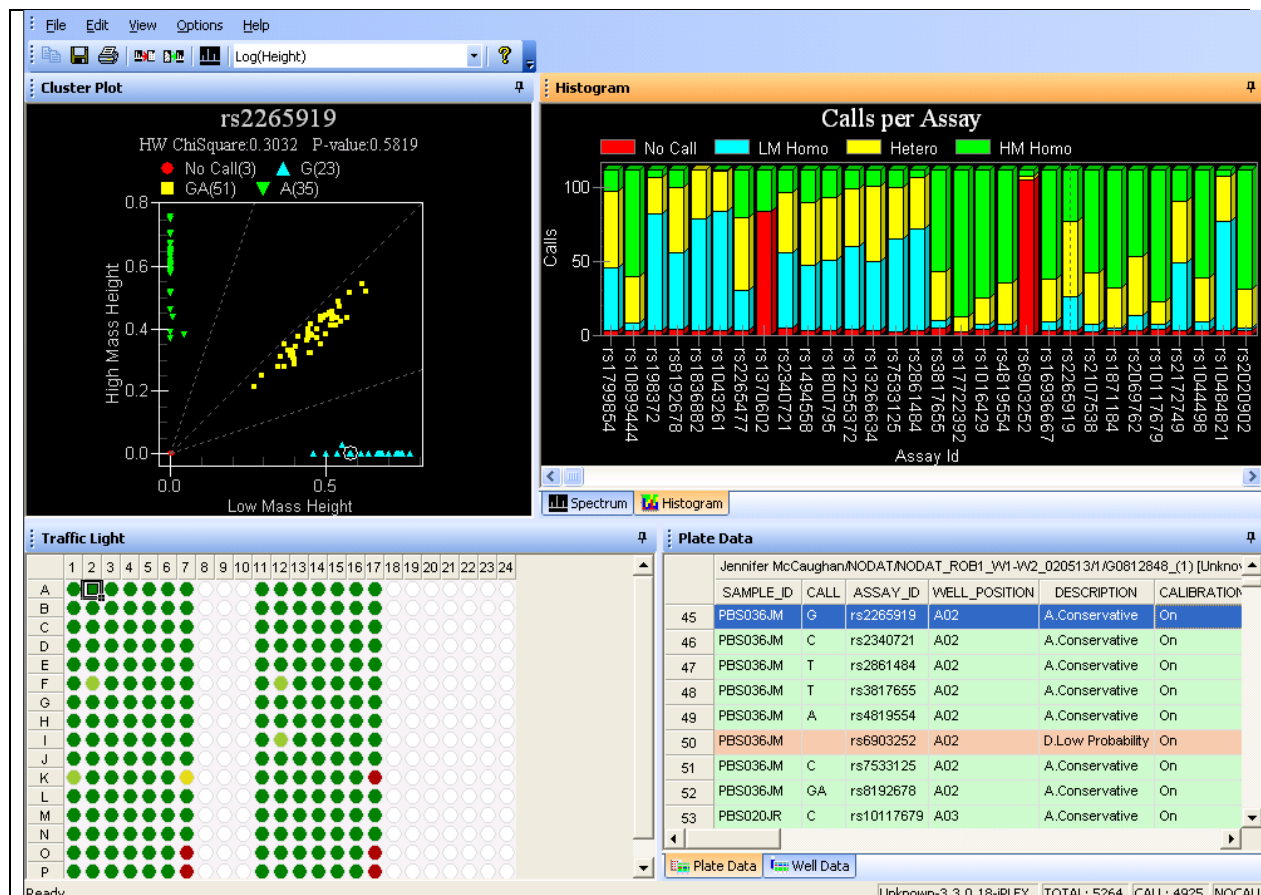 File Edit View Options Help
Log(Height)
Cluster Plot
rs2265919
HW ChiSquare:0.3032 P-value:0.5819
No Call(3) G(23)
GA(51) A(35)
0.8
0.6
0.4
0.2
0.0
High Mass Height
0.0 0.5
Low Mass Height
Histogram
Calls per Assay
No Call LM Homo Hetero HM Homo
100
50
0
Calls
rs1799854
rs10899444
rs198372
rs8192678
rs1836882
rs1043261
rs2265477
rs1370602
rs2340721
rs1494558
rs1800795
rs12255372
rs13266634
rs7533125
rs2861484
rs3817655
rs17722392
rs1016429
rs4819554
rs6903252
rs16936667
rs2265919
rs2107538
rs1871184
rs2069762
rs10117679
rs2172749
rs1044498
rs10484821
rs2020902
Assay Id
Spectrum Histogram
Traffic Light
1 2 3 4 5 6 7 8 9 10 11 12 13 14 15 16 17 18 19 20 21 22 23 24
A
B
C
D
E
F
G
H
I
J
K
L
M
N
O
P
Plate Data
Jennifer McCaughan/NODAT/NODAT_ROB1_W1-W2_020513/1/G0812848_(1) [Unknov
SAMPLE_ID CALL ASSAY_ID WELL_POSITION DESCRIPTION CALIBRATION
45 PBS036JM G rs2265919 A02 A.Conservative On
46 PBS036JM C rs2340721 A02 A.Conservative On
47 PBS036JM T rs2861484 A02 A.Conservative On
48 PBS036JM T rs3817655 A02 A.Conservative On
49 PBS036JM A rs4819554 A02 A.Conservative On
50 PBS036JM rs6903252 A02 D.Low Probability On
51 PBS036JM C rs7533125 A02 A.Conservative On
52 PBS036JM GA rs8192678 A02 A.Conservative On
53 PBS020JR C rs10117679 A03 A.Conservative On
Plate Data Well Data
Ready Unknown-3.3.0.18-iPLEX TOTAL: 5264 CALL: 4925 NOCALL